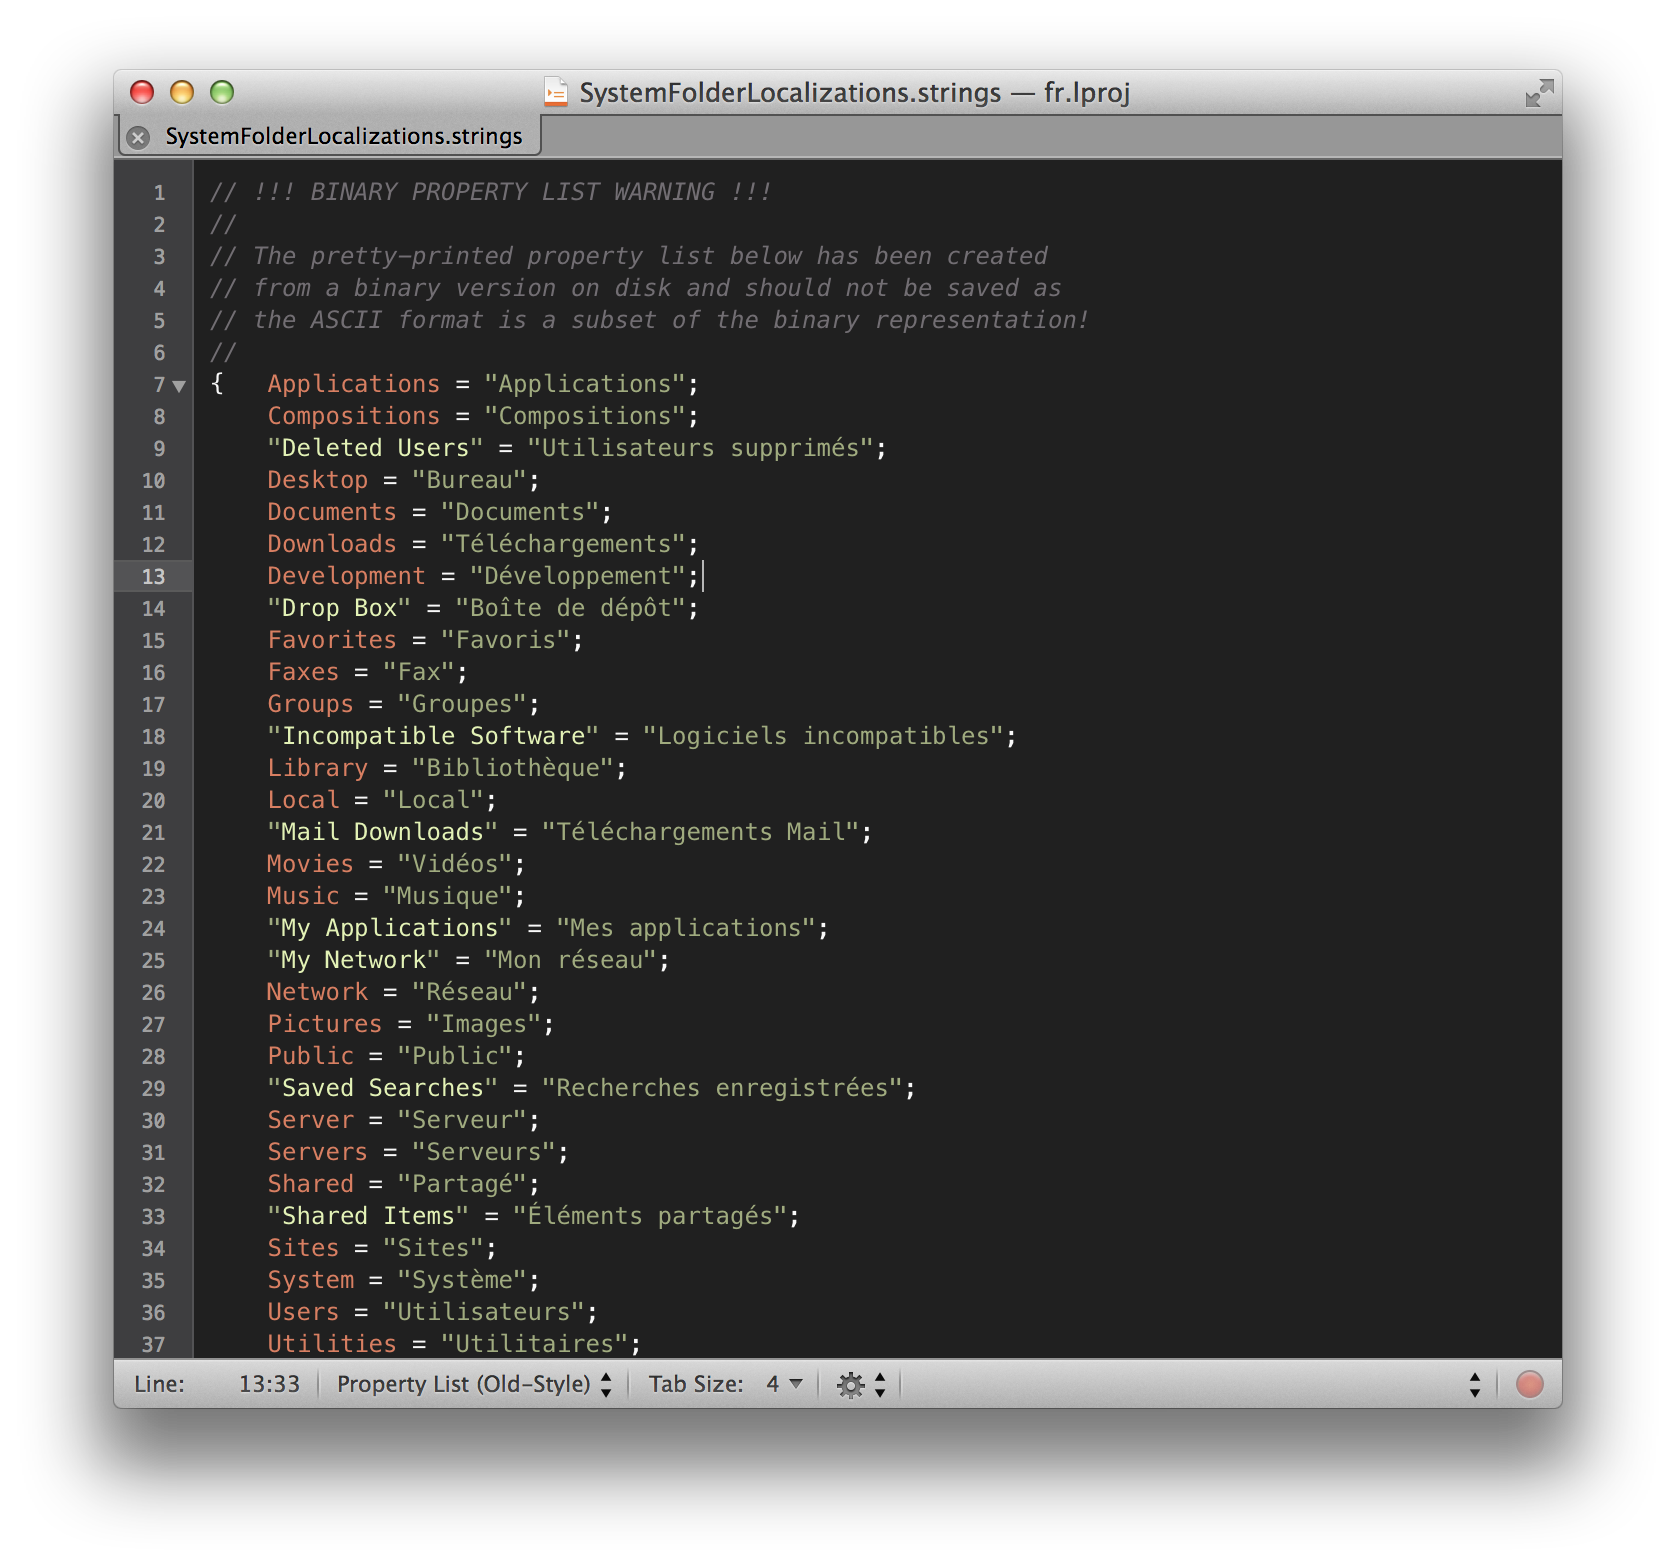 SystemFolderLocalizations.strings — fr.lproj
SystemFolderLocalizations.strings
1 // !!! BINARY PROPERTY LIST WARNING !!!
2 //
3 // The pretty-printed property list below has been created
4 // from a binary version on disk and should not be saved as
5 // the ASCII format is a subset of the binary representation!
6 //
7 { Applications = "Applications";
8 Compositions = "Compositions";
9 "Deleted Users" = "Utilisateurs supprimés";
10 Desktop = "Bureau";
11 Documents = "Documents";
12 Downloads = "Téléchargements";
13 Development = "Développement";
14 "Drop Box" = "Boîte de dépôt";
15 Favorites = "Favoris";
16 Faxes = "Fax";
17 Groups = "Groupes";
18 "Incompatible Software" = "Logiciels incompatibles";
19 Library = "Bibliothèque";
20 Local = "Local";
21 "Mail Downloads" = "Téléchargements Mail";
22 Movies = "Vidéos";
23 Music = "Musique";
24 "My Applications" = "Mes applications";
25 "My Network" = "Mon réseau";
26 Network = "Réseau";
27 Pictures = "Images";
28 Public = "Public";
29 "Saved Searches" = "Recherches enregistrées";
30 Server = "Serveur";
31 Servers = "Serveurs";
32 Shared = "Partagé";
33 "Shared Items" = "Éléments partagés";
34 Sites = "Sites";
35 System = "Système";
36 Users = "Utilisateurs";
37 Utilities = "Utilitaires";
Line: 13:33 Property List (Old-Style) Tab Size: 4